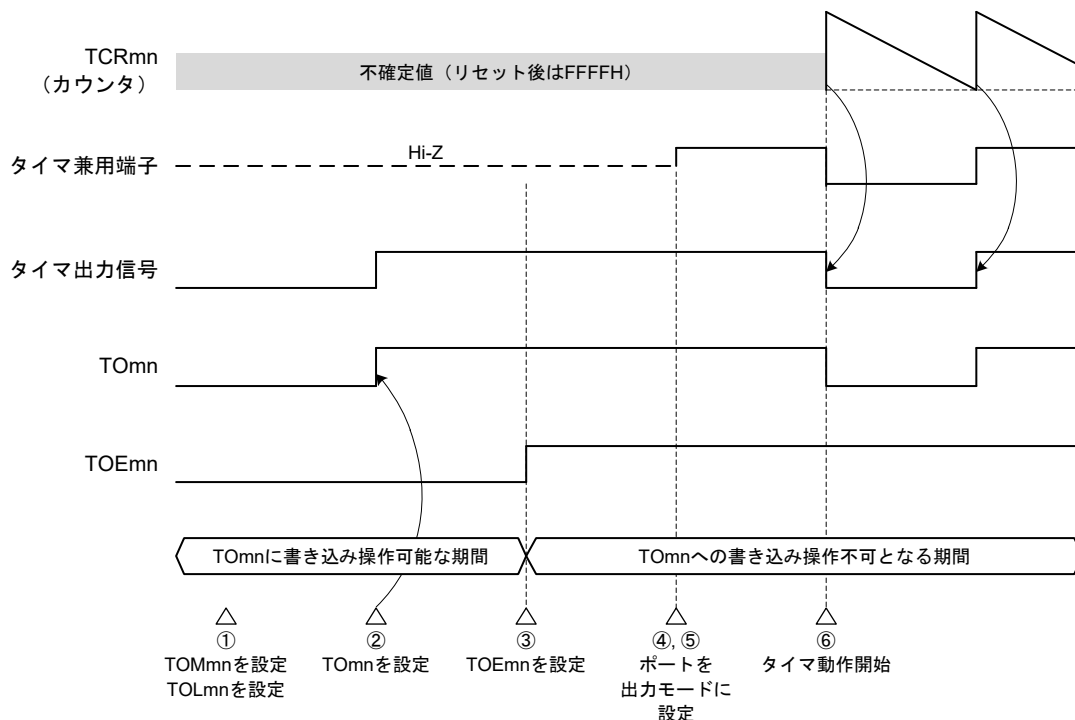 TCRmn
（カウンタ）
不確定値（リセット後はFFFFH）
タイマ兼用端子
Hi-Z
タイマ出力信号
TOmn
TOEmn
TOmnに書き込み操作可能な期間
TOmnへの書き込み操作不可となる期間
①
TOMmnを設定
TOLmnを設定
②
TOmnを設定
③
TOEmnを設定
④, ⑤
ポートを
出力モードに
設定
⑥
タイマ動作開始